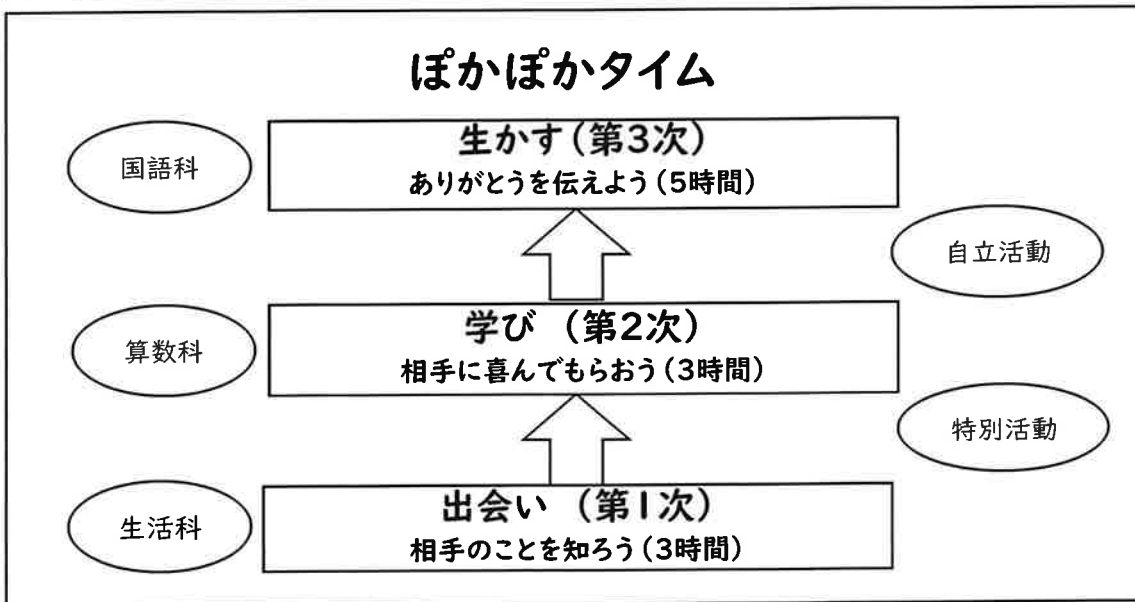 ぽかぽかタイム
国語科
生かす(第3次)
ありがとうを伝えよう(5時間)
自立活動
算数科
学び (第2次)
相手に喜んでもらおう(3時間)
特別活動
生活科
出会い (第1次)
相手のことを知ろう(3時間)